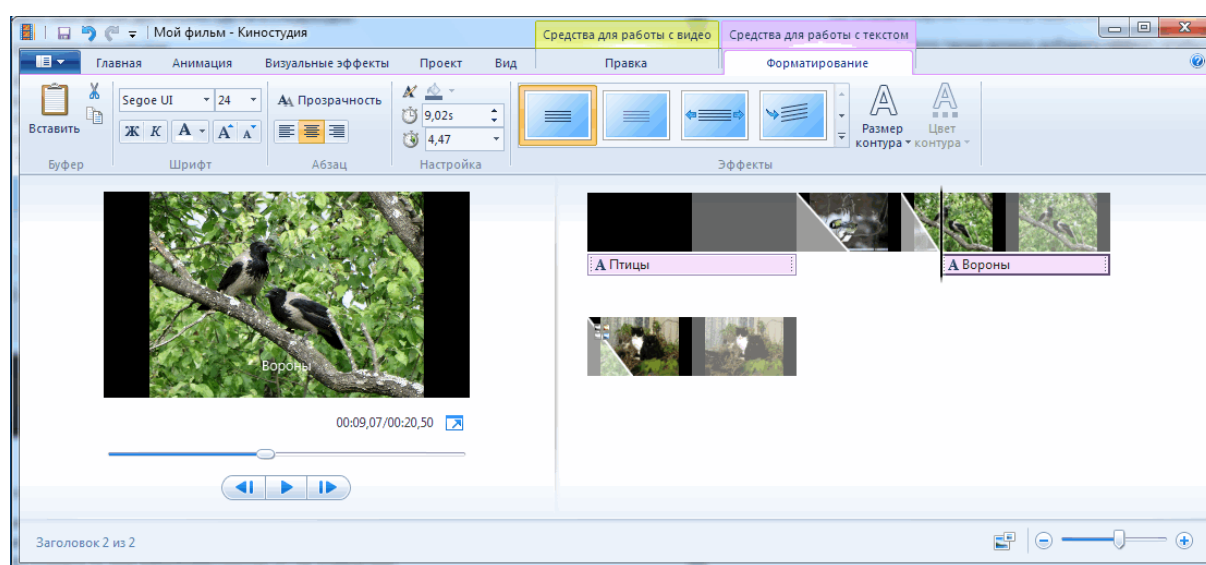 Мой фильм - Киностудия
Средства для работы с видео
Средства для работы с текстом
Главная
Анимация
Визуальные эффекты
Проект
Вид
Правка
Форматирование
Вставить
Segoe UI
24
Прозрачность
9,02s
4,47
Ж К А А А
Размер контура
Цвет контура
Буфер
Шрифт
Абзац
Настройка
Эффекты
А Птицы
А Вороны
Вороны
00:09,07/00:20,50
Заголовок 2 из 2